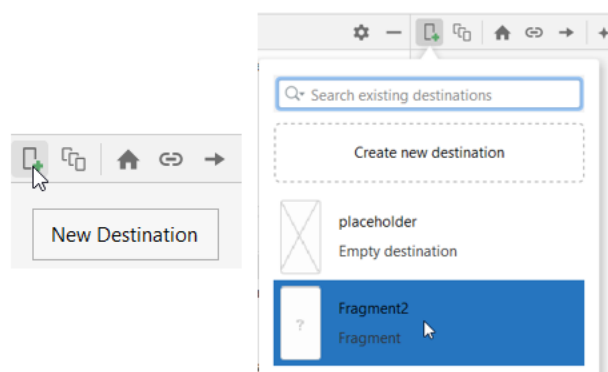 New Destination
Search existing destinations
Create new destination
placeholder
Empty destination
Fragment2
?
Fragment